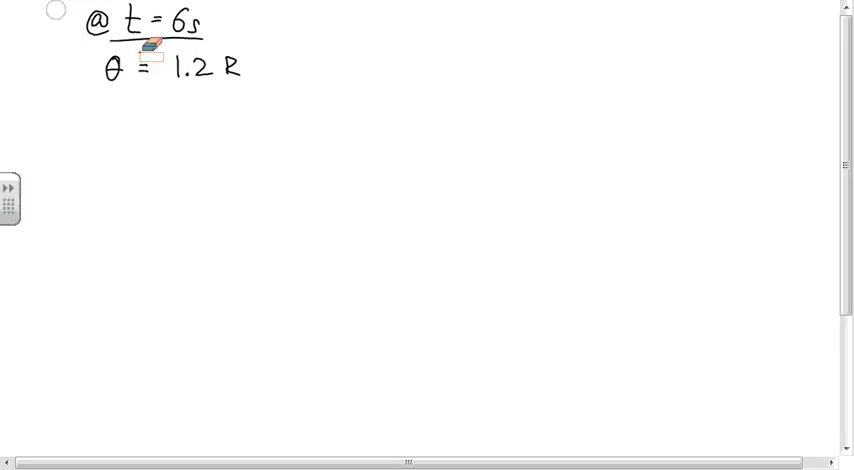 @ t = 6s
θ = 1.2 R